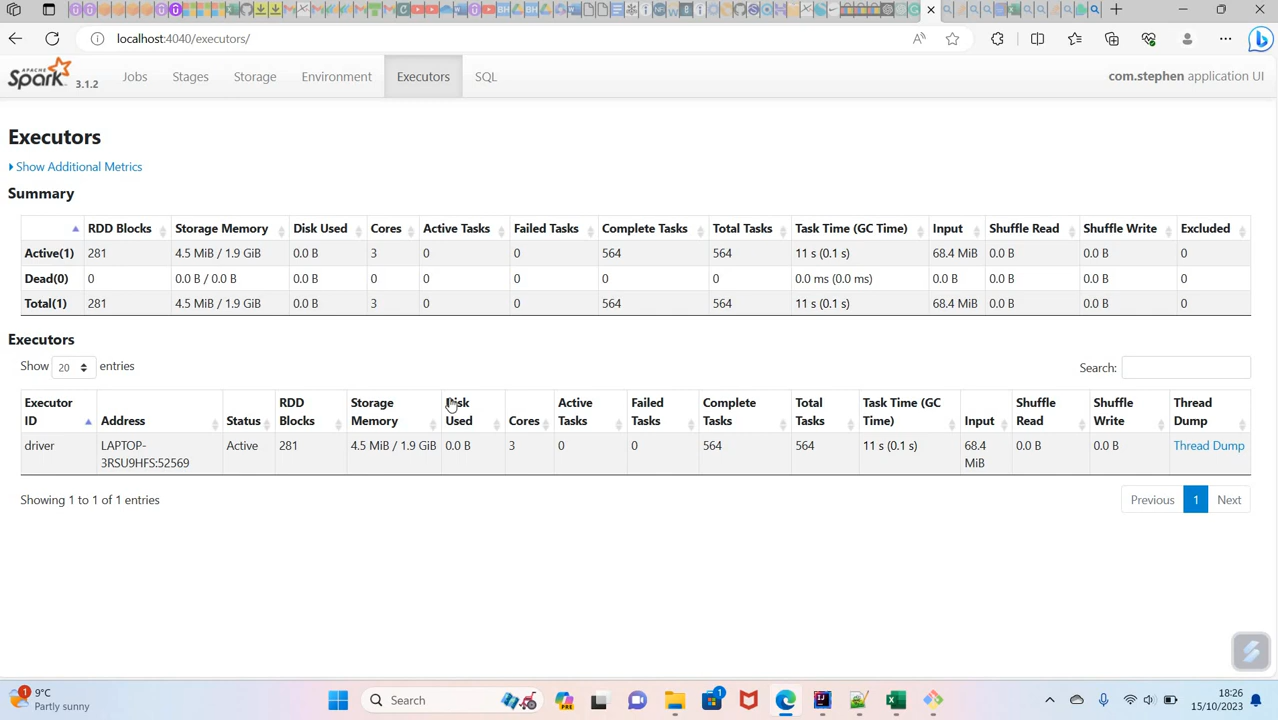 localhost:4040/executors/
APACHE
Spark 3.1.2 Jobs Stages Storage Environment Executors SQL com.stephen application UI
Executors
Show Additional Metrics
Summary
RDD Blocks Storage Memory Disk Used Cores Active Tasks Failed Tasks Complete Tasks Total Tasks Task Time (GC Time) Input Shuffle Read Shuffle Write Excluded
Active(1) 281 4.5 MiB / 1.9 GiB 0.0 B 3 0 0 564 564 11 s (0.1 s) 68.4 MiB 0.0 B 0.0 B 0
Dead(0) 0 0.0 B / 0.0 B 0.0 B 0 0 0 0 0 0.0 ms (0.0 ms) 0.0 B 0.0 B 0.0 B 0
Total(1) 281 4.5 MiB / 1.9 GiB 0.0 B 3 0 0 564 564 11 s (0.1 s) 68.4 MiB 0.0 B 0.0 B 0
Executors
Show 20 entries Search:
Executor RDD Storage Disk Active Failed Complete Total Task Time (GC Shuffle Shuffle Thread
ID Address Status Blocks Memory Used Cores Tasks Tasks Tasks Tasks Time) Input Read Write Dump
driver LAPTOP- Active 281 4.5 MiB / 1.9 GiB 0.0 B 3 0 0 564 564 11 s (0.1 s) 68.4 0.0 B 0.0 B Thread Dump
3RSU9HFS:52569 MiB
Showing 1 to 1 of 1 entries Previous 1 Next
1 9°C Search PRE 1 18:26
Partly sunny 15/10/2023